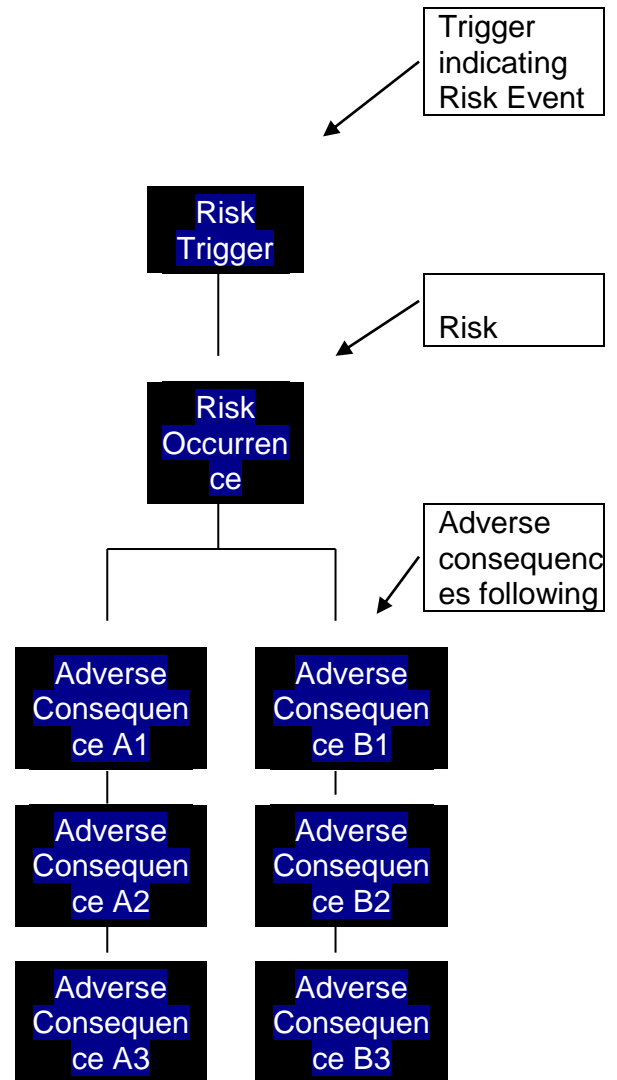 Trigger
indicating
Risk Event
Risk
Trigger
Risk
Risk
Occurren
ce
Adverse
consequenc
es following
Adverse
Consequen
ce A1
Adverse
Consequen
ce B1
Adverse
Consequen
ce A2
Adverse
Consequen
ce B2
Adverse
Consequen
ce A3
Adverse
Consequen
ce B3